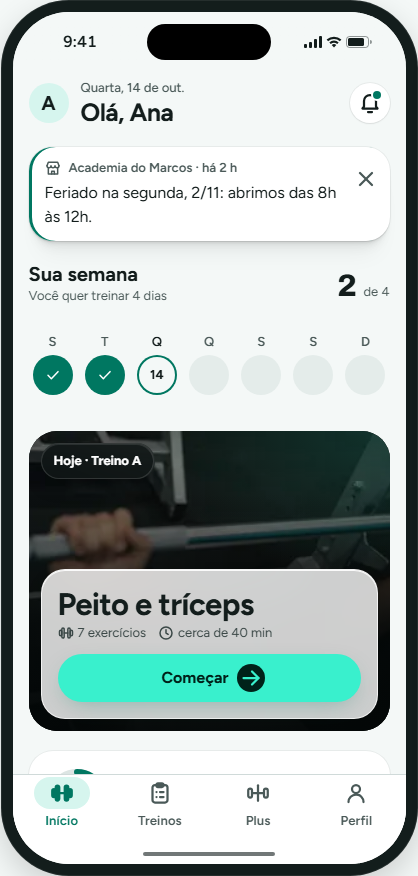 9:41
Quarta, 14 de out.
A
Olá, Ana
Academia do Marcos · há 2 h
Feriado na segunda, 2/11: abrimos das 8h
às 12h.
Sua semana
Você quer treinar 4 dias
2 de 4
S T Q Q S S D
14
Hoje · Treino A
Peito e tríceps
7 exercícios cerca de 40 min
Começar
Início Treinos Plus Perfil